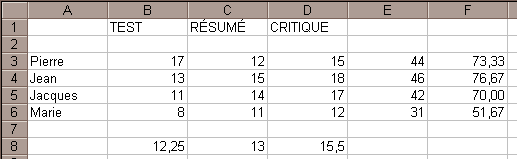 A B C D E F
1 TEST RÉSUMÉ CRITIQUE
2
3 Pierre 17 12 15 44 73,33
4 Jean 13 15 18 46 76,67
5 Jacques 11 14 17 42 70,00
6 Marie 8 11 12 31 51,67
7
8 12,25 13 15,5